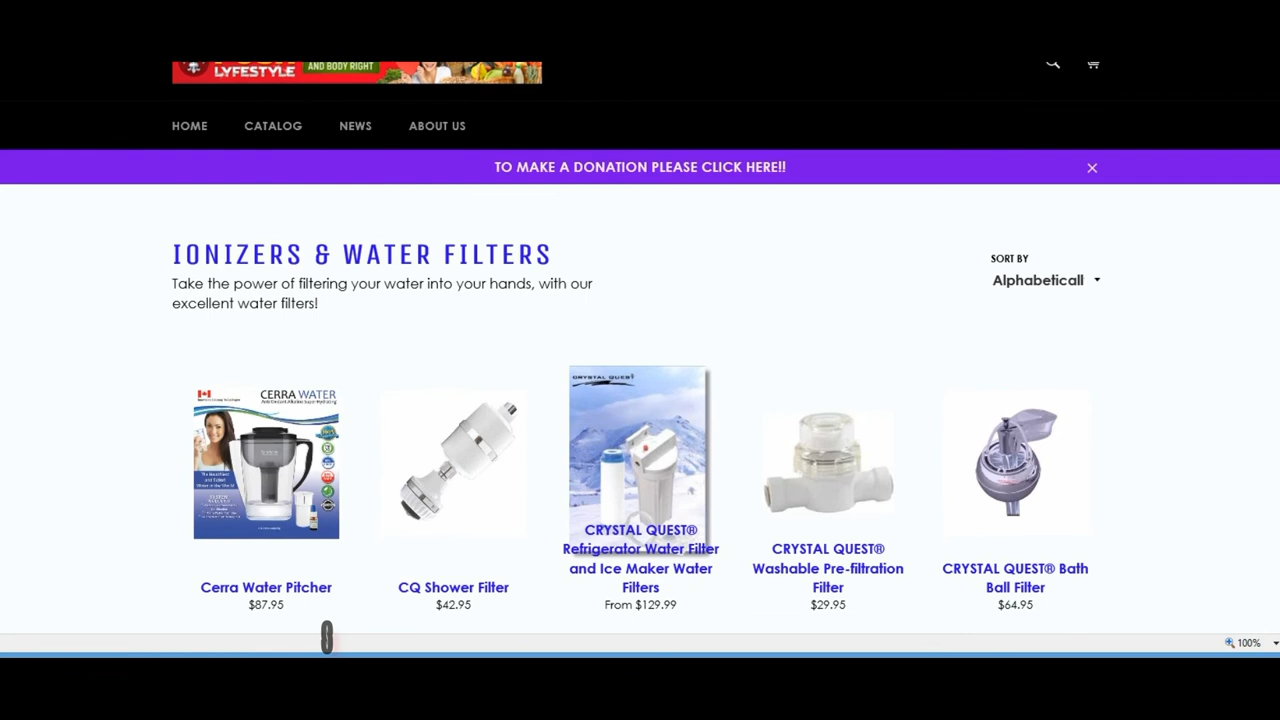 LYFESTYLE
AND BODY RIGHT
HOME CATALOG NEWS ABOUT US
TO MAKE A DONATION PLEASE CLICK HERE!!
IONIZERS & WATER FILTERS
Take the power of filtering your water into your hands, with our
excellent water filters!
SORT BY
Alphabeticall
CERRA WATER
CRYSTAL QUEST
Cerra Water Pitcher
$87.95
CQ Shower Filter
$42.95
CRYSTAL QUEST®
Refrigerator Water Filter
and Ice Maker Water
Filters
From $129.99
CRYSTAL QUEST®
Washable Pre-filtration
Filter
$29.95
CRYSTAL QUEST® Bath
Ball Filter
$64.95
100%